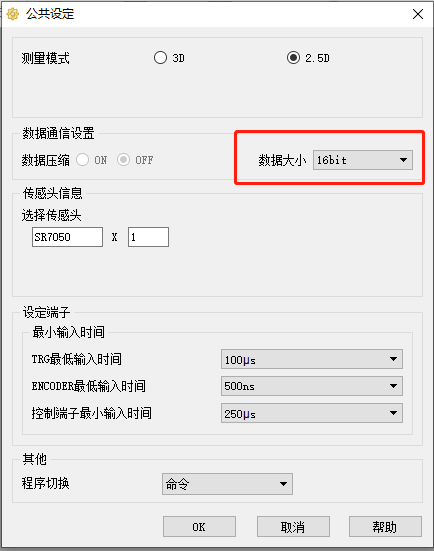 公共设定
测量模式 3D 2.5D
数据通信设置
数据压缩 ON OFF 数据大小 16bit
传感头信息
选择传感头
SR7050 X 1
设定端子
最小输入时间
TRG最低输入时间 100μs
ENCODER最低输入时间 500ns
控制端子最小输入时间 250μs
其他
程序切换 命令
OK 取消 帮助